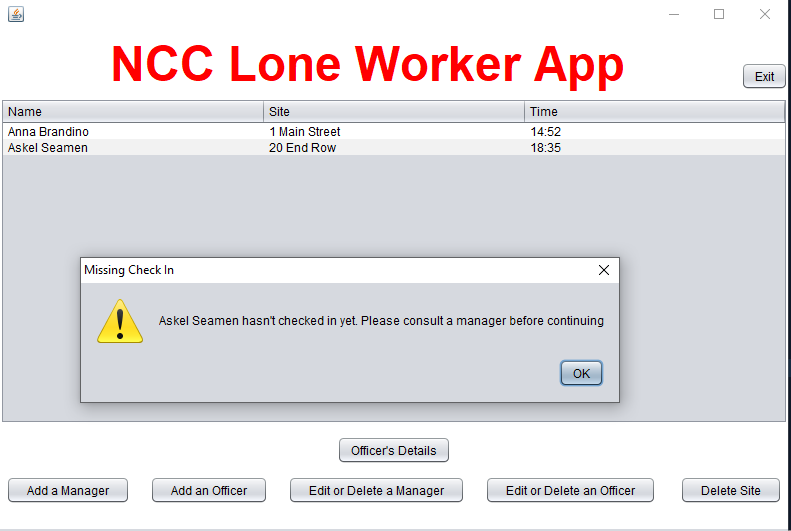 NCC Lone Worker App
Exit
Name Site Time
Anna Brandino 1 Main Street 14:52
Askel Seamen 20 End Row 18:35
Missing Check In
Askel Seamen hasn't checked in yet. Please consult a manager before continuing
OK
Officer's Details
Add a Manager Add an Officer Edit or Delete a Manager Edit or Delete an Officer Delete Site